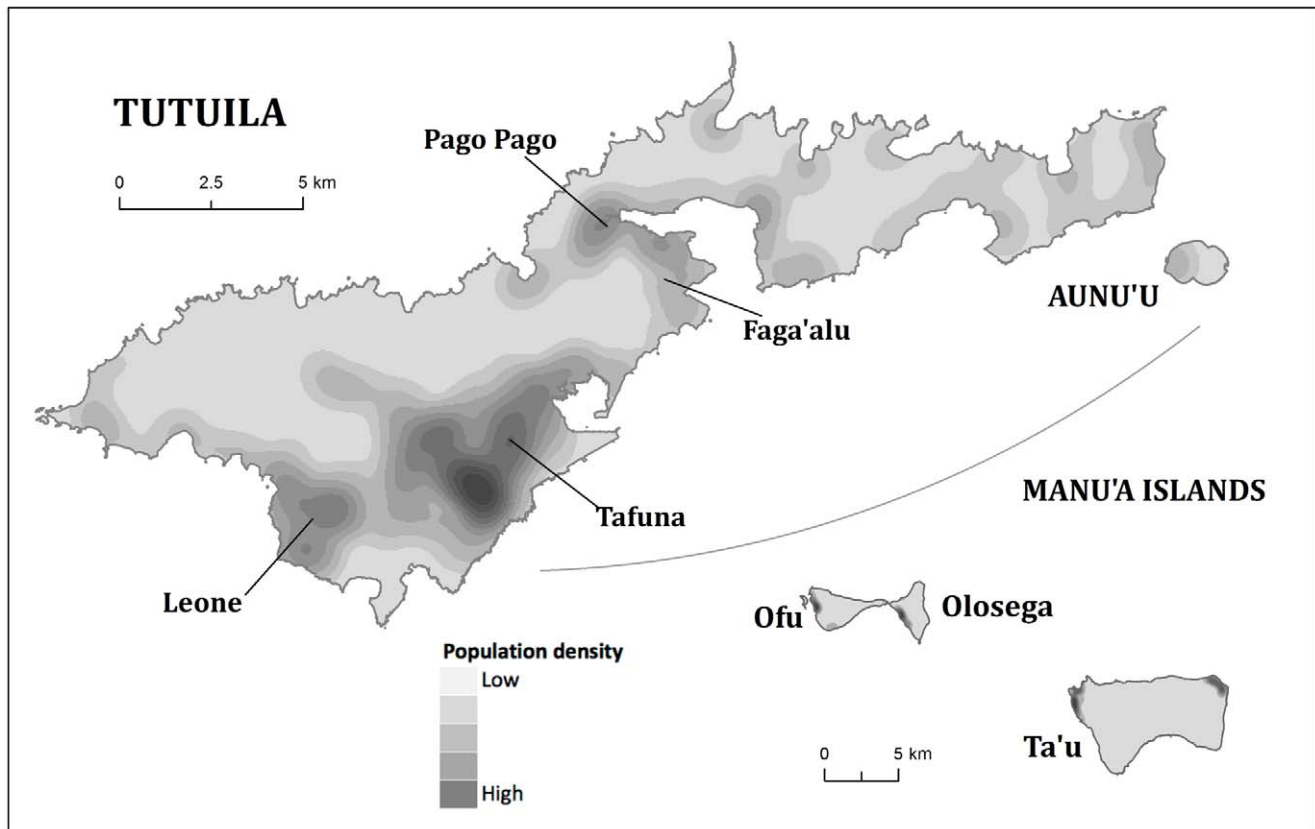 TUTUILA
0 2.5 5 km
Pago Pago
Faga'alu
AUNU'U
MANU'A ISLANDS
Tafuna
Leone
Ofu
Olosega
Ta'u
Population density
Low
High
0 5 km